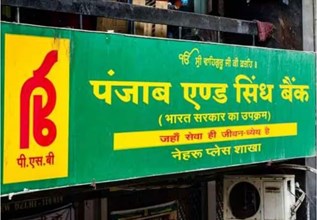 ੴ ਸ੍ਰੀ ਵਾਹਿਗੁਰੂ ਜੀ ਕੀ ਫ਼ਤਹਿ ॥
पंजाब एण्ड सिंध बैंक
(भारत सरकार का उपक्रम)
जहाँ सेवा ही जीवन-ध्येय है
नेहरू प्लेस शाखा
पी.एस.बी